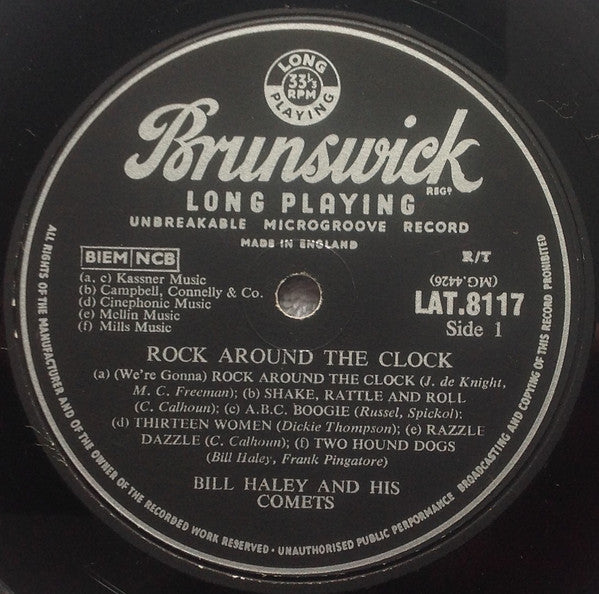 LONG
33⅓
RPM
PLAYING
Brunswick
REGD
LONG PLAYING
UNBREAKABLE MICROGROOVE RECORD
MADE IN ENGLAND
BIEM NCB
R/T
(a, c) Kassner Music
(b) Campbell, Connelly & Co.
(d) Cinephonic Music
(e) Mellin Music
(f) Mills Music
(MG.4426)
LAT.8117
Side 1
ROCK AROUND THE CLOCK
(a) (We're Gonna) ROCK AROUND THE CLOCK (J. de Knight,
M. C. Freeman); (b) SHAKE, RATTLE AND ROLL
(C. Calhoun); (c) A.B.C. BOOGIE (Russel, Spickol);
(d) THIRTEEN WOMEN (Dickie Thompson); (e) RAZZLE
DAZZLE (C. Calhoun); (f) TWO HOUND DOGS
(Bill Haley, Frank Pingatore)
BILL HALEY AND HIS
COMETS
ALL RIGHTS OF THE MANUFACTURER AND OF THE OWNER OF THE RECORDED WORK RESERVED · UNAUTHORISED PUBLIC PERFORMANCE BROADCASTING AND COPYING OF THIS RECORD PROHIBITED